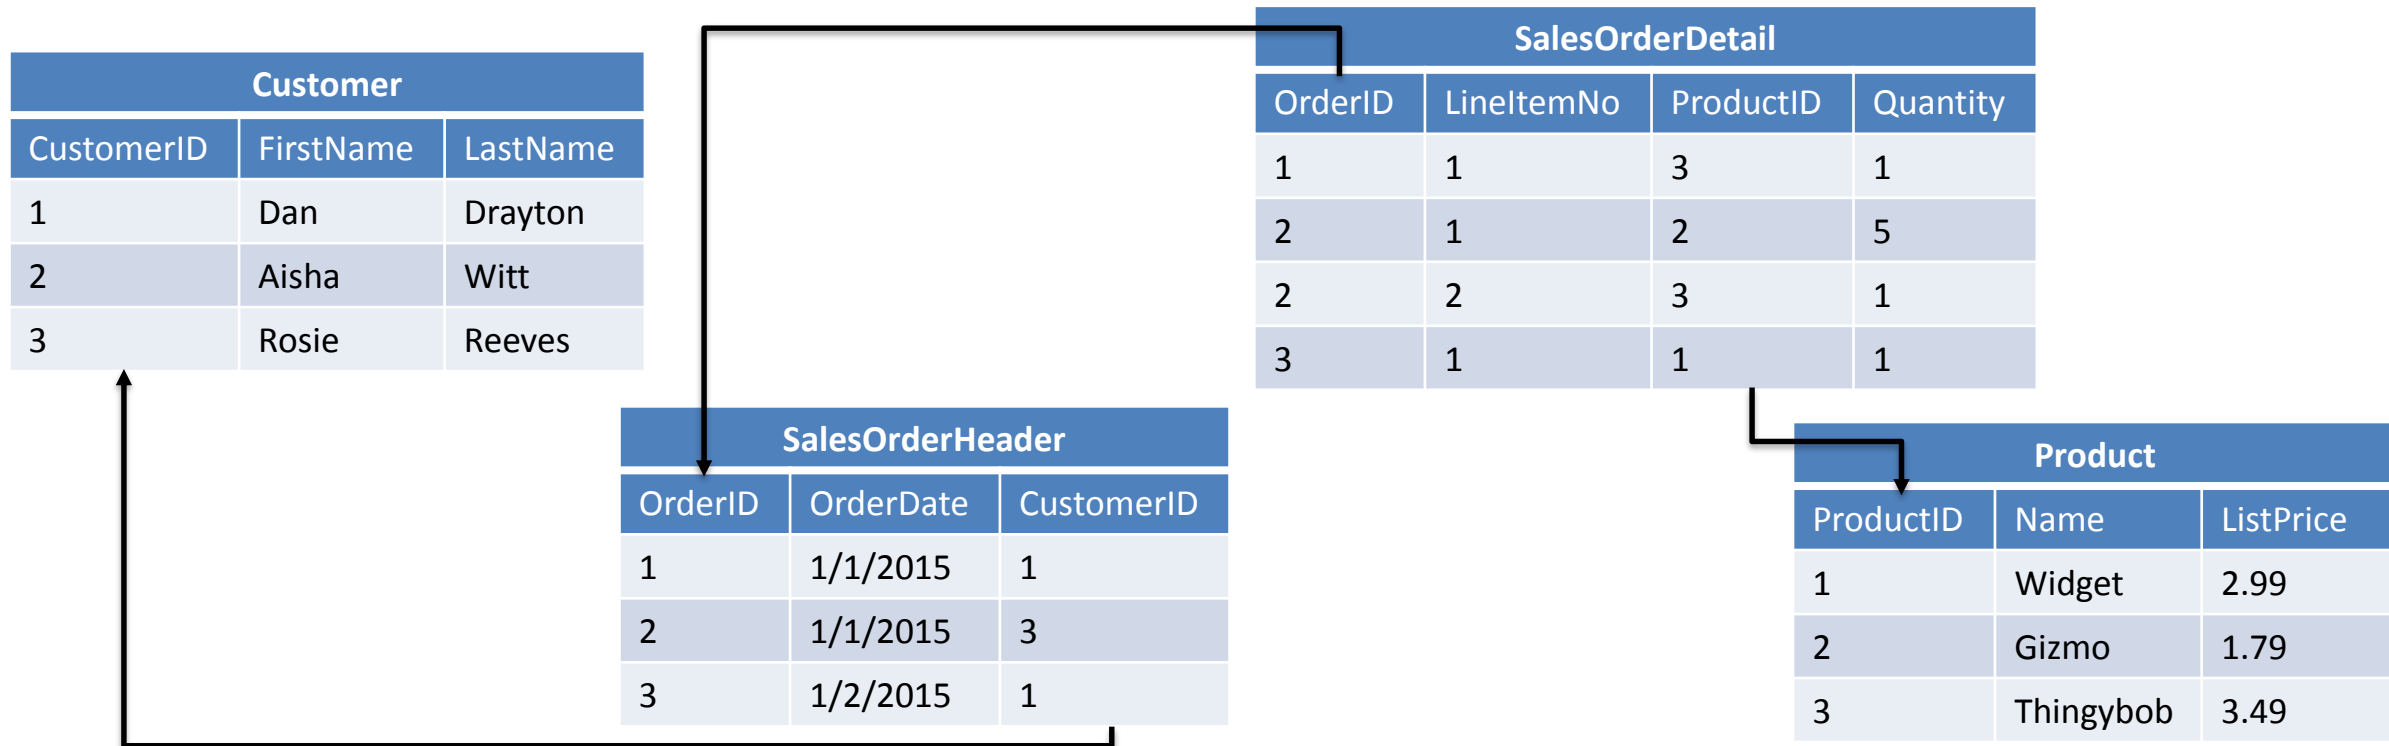 Customer
CustomerID FirstName LastName
1 Dan Drayton
2 Aisha Witt
3 Rosie Reeves
SalesOrderDetail
OrderID LineItemNo ProductID Quantity
1 1 3 1
2 1 2 5
2 2 3 1
3 1 1 1
SalesOrderHeader
OrderID OrderDate CustomerID
1 1/1/2015 1
2 1/1/2015 3
3 1/2/2015 1
Product
ProductID Name ListPrice
1 Widget 2.99
2 Gizmo 1.79
3 Thingybob 3.49